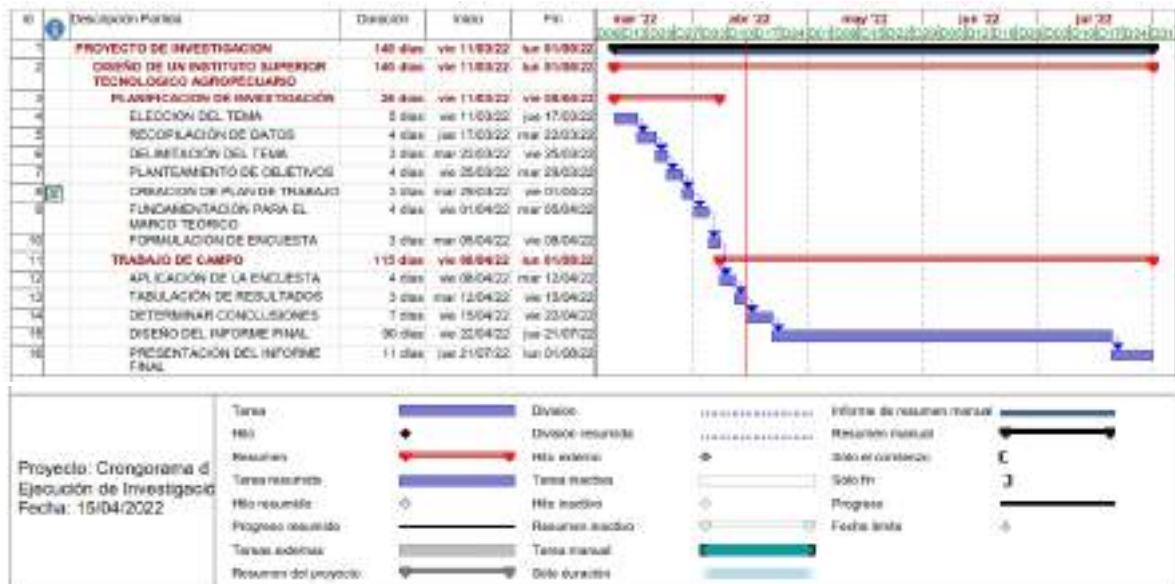 Id Descripción Partida Duración Inicio Fin mar '22 abr '22 may '22 jun '22 jul '22
1 PROYECTO DE INVESTIGACION vie 11/03/22 lun 01/08/22
2 DISEÑO DE UN INSTITUTO SUPERIOR vie 11/03/22 lun 01/08/22
TECNOLOGICO AGROPECUARIO
3 PLANIFICACION DE INVESTIGACIÓN vie 11/03/22 vie 08/04/22
4 ELECCION DEL TEMA 5 días vie 11/03/22 jue 17/03/22
5 RECOPILACIÓN DE DATOS 4 días jue 17/03/22 mar 22/03/22
6 DELIMITACIÓN DEL TEMA 3 días mar 22/03/22 vie 25/03/22
7 PLANTEAMIENTO DE OBJETIVOS 4 días vie 25/03/22 mar 29/03/22
8 CREACION DE PLAN DE TRABAJO 3 días mar 29/03/22 vie 01/04/22
9 FUNDAMENTACIÓN PARA EL 4 días vie 01/04/22 mar 05/04/22
MARCO TEÓRICO
10 FORMULACIÓN DE ENCUESTA 3 días mar 05/04/22 vie 08/04/22
11 TRABAJO DE CAMPO 115 días vie 08/04/22 lun 01/08/22
12 APLICACIÓN DE LA ENCUESTA 4 días vie 08/04/22 mar 12/04/22
13 TABULACIÓN DE RESULTADOS 3 días mar 12/04/22 vie 15/04/22
14 DETERMINAR CONCLUSIONES 7 días vie 15/04/22 vie 22/04/22
15 DISEÑO DEL INFORME FINAL 90 días vie 22/04/22 jue 21/07/22
16 PRESENTACIÓN DEL INFORME 11 días jue 21/07/22 lun 01/08/22
FINAL
Proyecto: Crongorama d
Ejecución de Investigació
Fecha: 15/04/2022
Tarea División Informe de resumen manual
Hito División resumida Resumen manual
Resumen Hito externo Solo el comienzo
Tarea resumida Tarea inactiva Solo fin
Hito resumido Hito inactivo Progreso
Progreso resumido Resumen inactivo Fecha límite
Tareas externas Tarea manual
Resumen del proyecto Solo duración